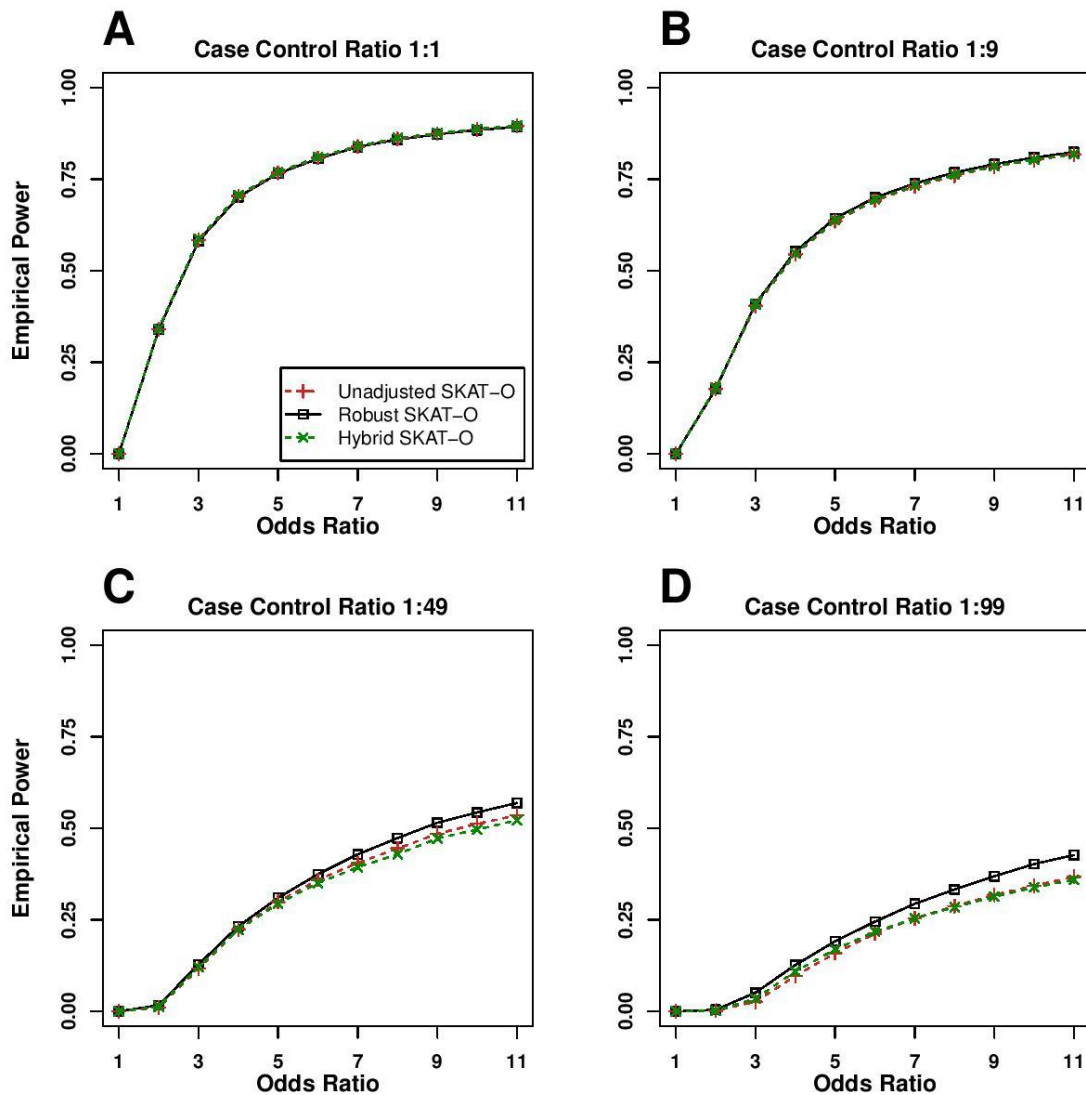 A
Case Control Ratio 1:1
Empirical Power
1.00
0.75
0.50
0.25
0.00
Unadjusted SKAT−O
Robust SKAT−O
Hybrid SKAT−O
1 3 5 7 9 11
Odds Ratio
B
Case Control Ratio 1:9
1.00
0.75
0.50
0.25
0.00
1 3 5 7 9 11
Odds Ratio
C
Case Control Ratio 1:49
Empirical Power
1.00
0.75
0.50
0.25
0.00
1 3 5 7 9 11
Odds Ratio
D
Case Control Ratio 1:99
1.00
0.75
0.50
0.25
0.00
1 3 5 7 9 11
Odds Ratio